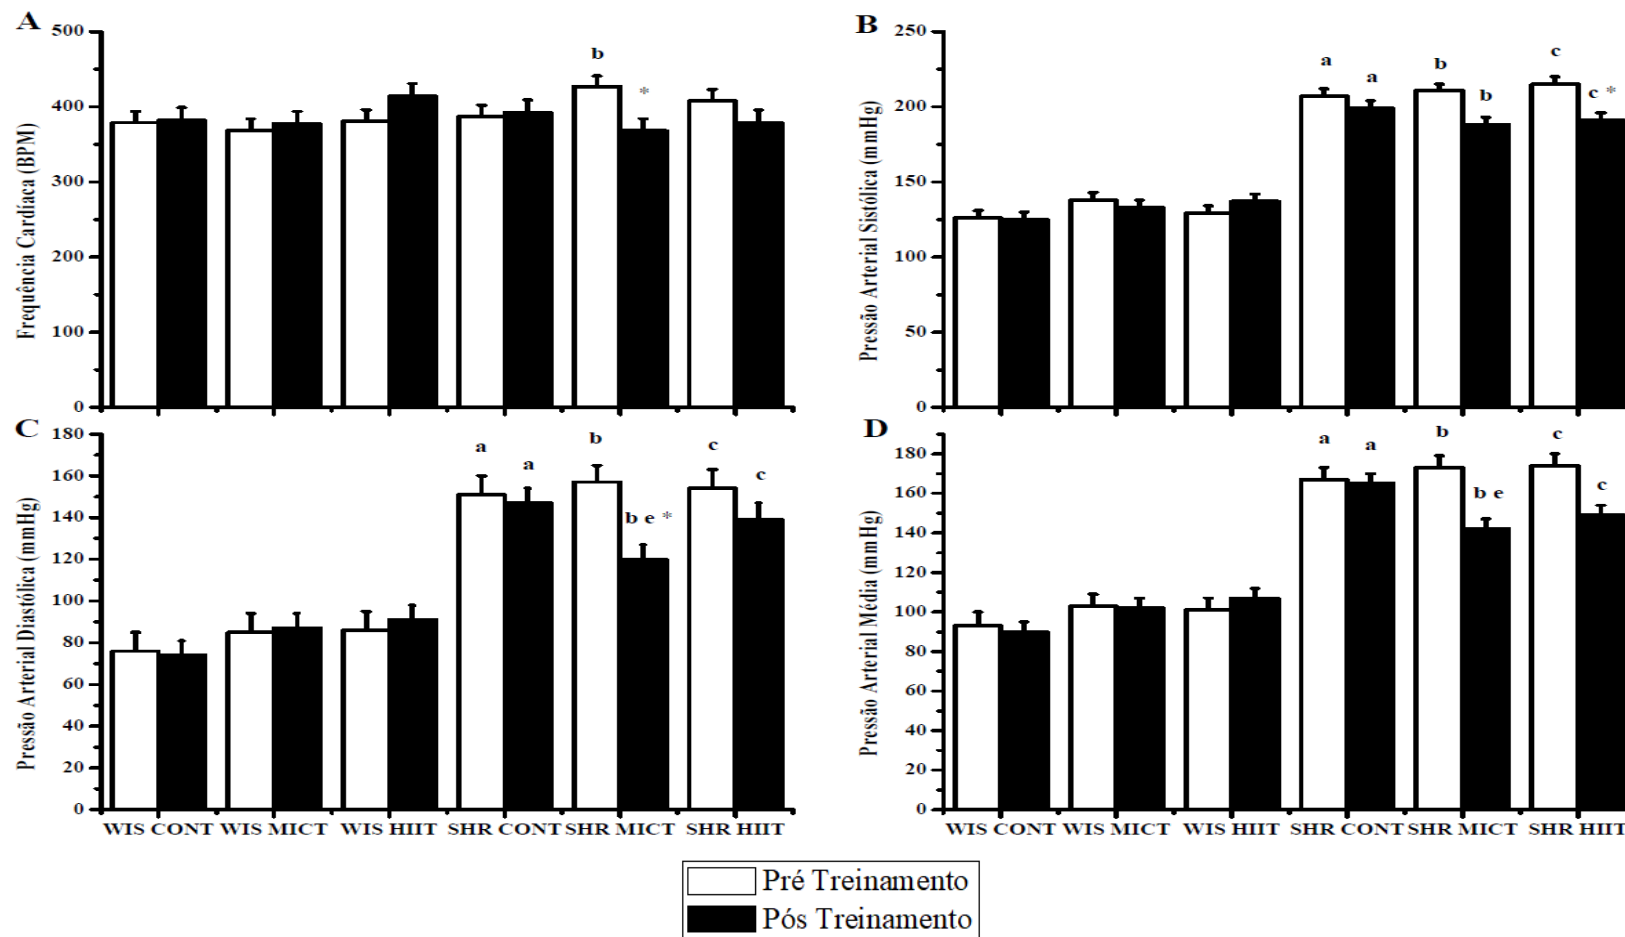 A
Frequência Cardíaca (BPM)
500
400
300
200
100
0
b
*
B
Pressão Arterial Sistólica (mmHg)
250
200
150
100
50
0
a
a
b
b
c
c *
C
Pressão Arterial Diastólica (mmHg)
180
160
140
120
100
80
60
40
20
0
a
a
b
b e *
c
c
WIS CONT WIS MICT WIS HIIT SHR CONT SHR MICT SHR HIIT
D
Pressão Arterial Média (mmHg)
180
160
140
120
100
80
60
40
20
0
a
a
b
b e
c
c
WIS CONT WIS MICT WIS HIIT SHR CONT SHR MICT SHR HIIT
Pré Treinamento
Pós Treinamento